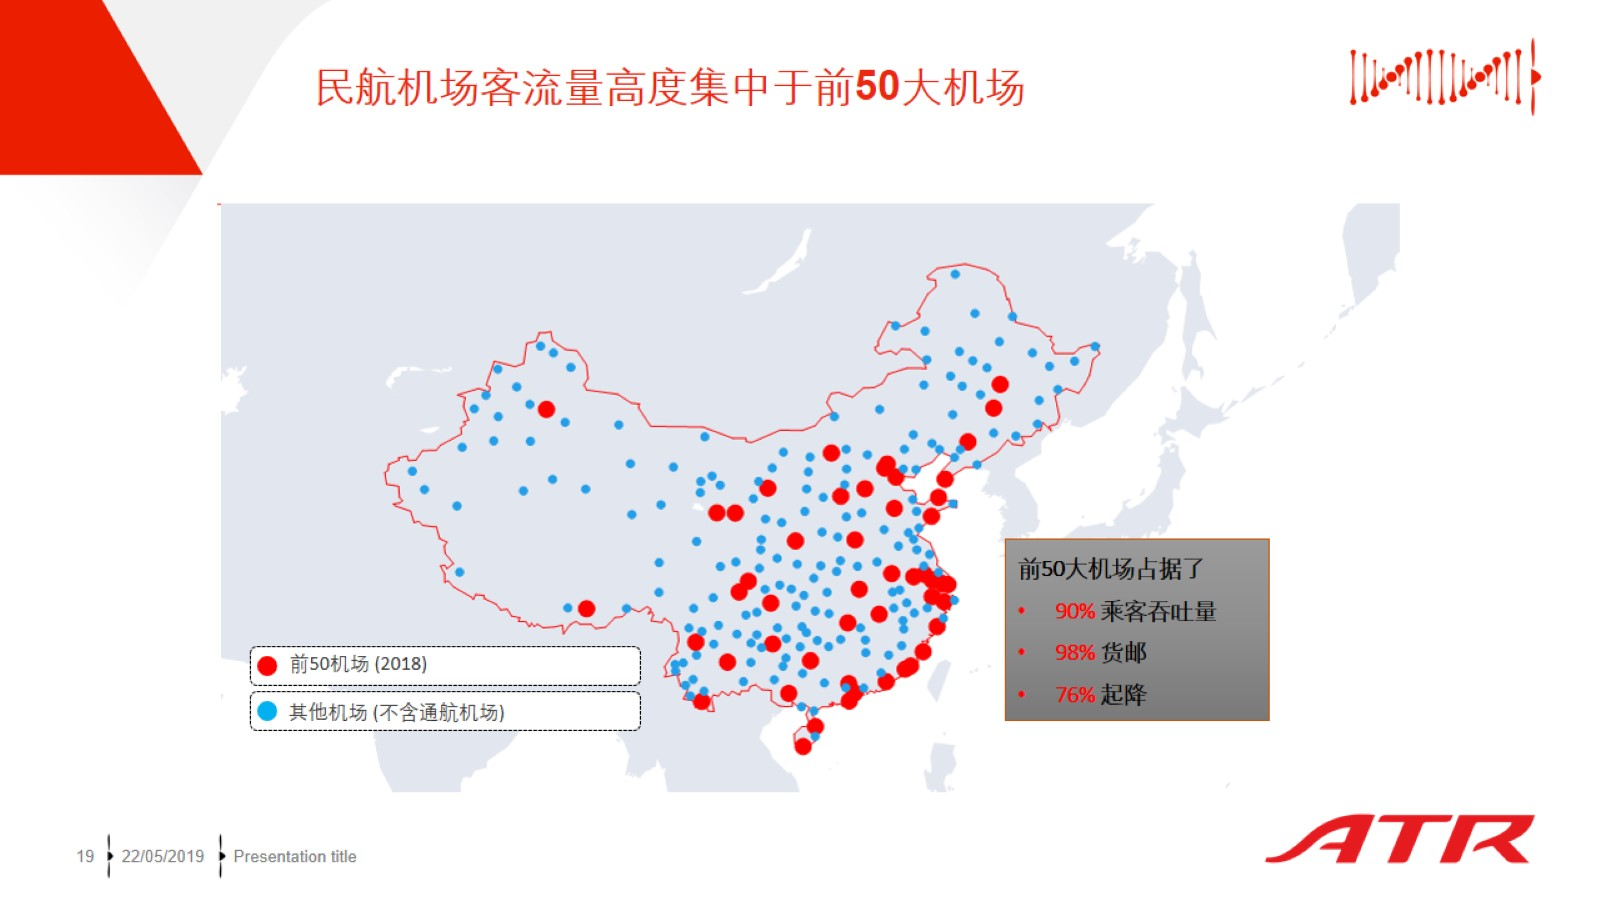 民航机场客流量高度集中于前50大机场
前50大机场占据了
• 90% 乘客吞吐量
• 98% 货邮
• 76% 起降
前50机场 (2018)
其他机场 (不含通航机场)
19 22/05/2019 Presentation title
ATR